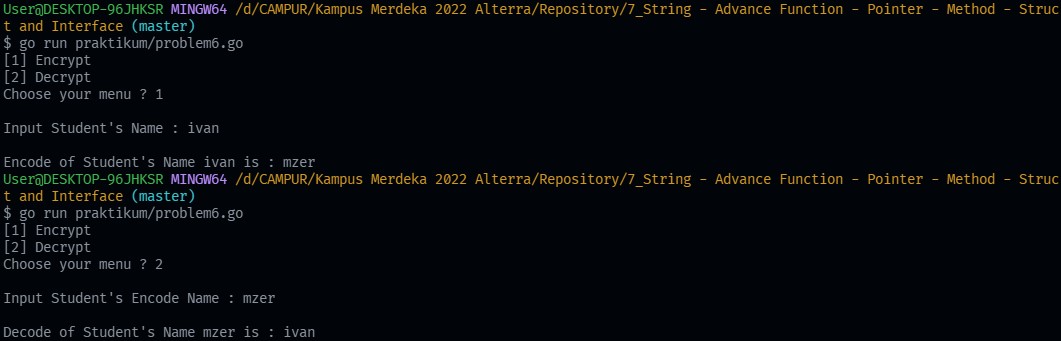 User@DESKTOP-96JHKSR MINGW64 /d/CAMPUR/Kampus Merdeka 2022 Alterra/Repository/7_String - Advance Function - Pointer - Method - Struc
t and Interface (master)
$ go run praktikum/problem6.go
[1] Encrypt
[2] Decrypt
Choose your menu ? 1
Input Student's Name : ivan
Encode of Student's Name ivan is : mzer
User@DESKTOP-96JHKSR MINGW64 /d/CAMPUR/Kampus Merdeka 2022 Alterra/Repository/7_String - Advance Function - Pointer - Method - Struc
t and Interface (master)
$ go run praktikum/problem6.go
[1] Encrypt
[2] Decrypt
Choose your menu ? 2
Input Student's Encode Name : mzer
Decode of Student's Name mzer is : ivan